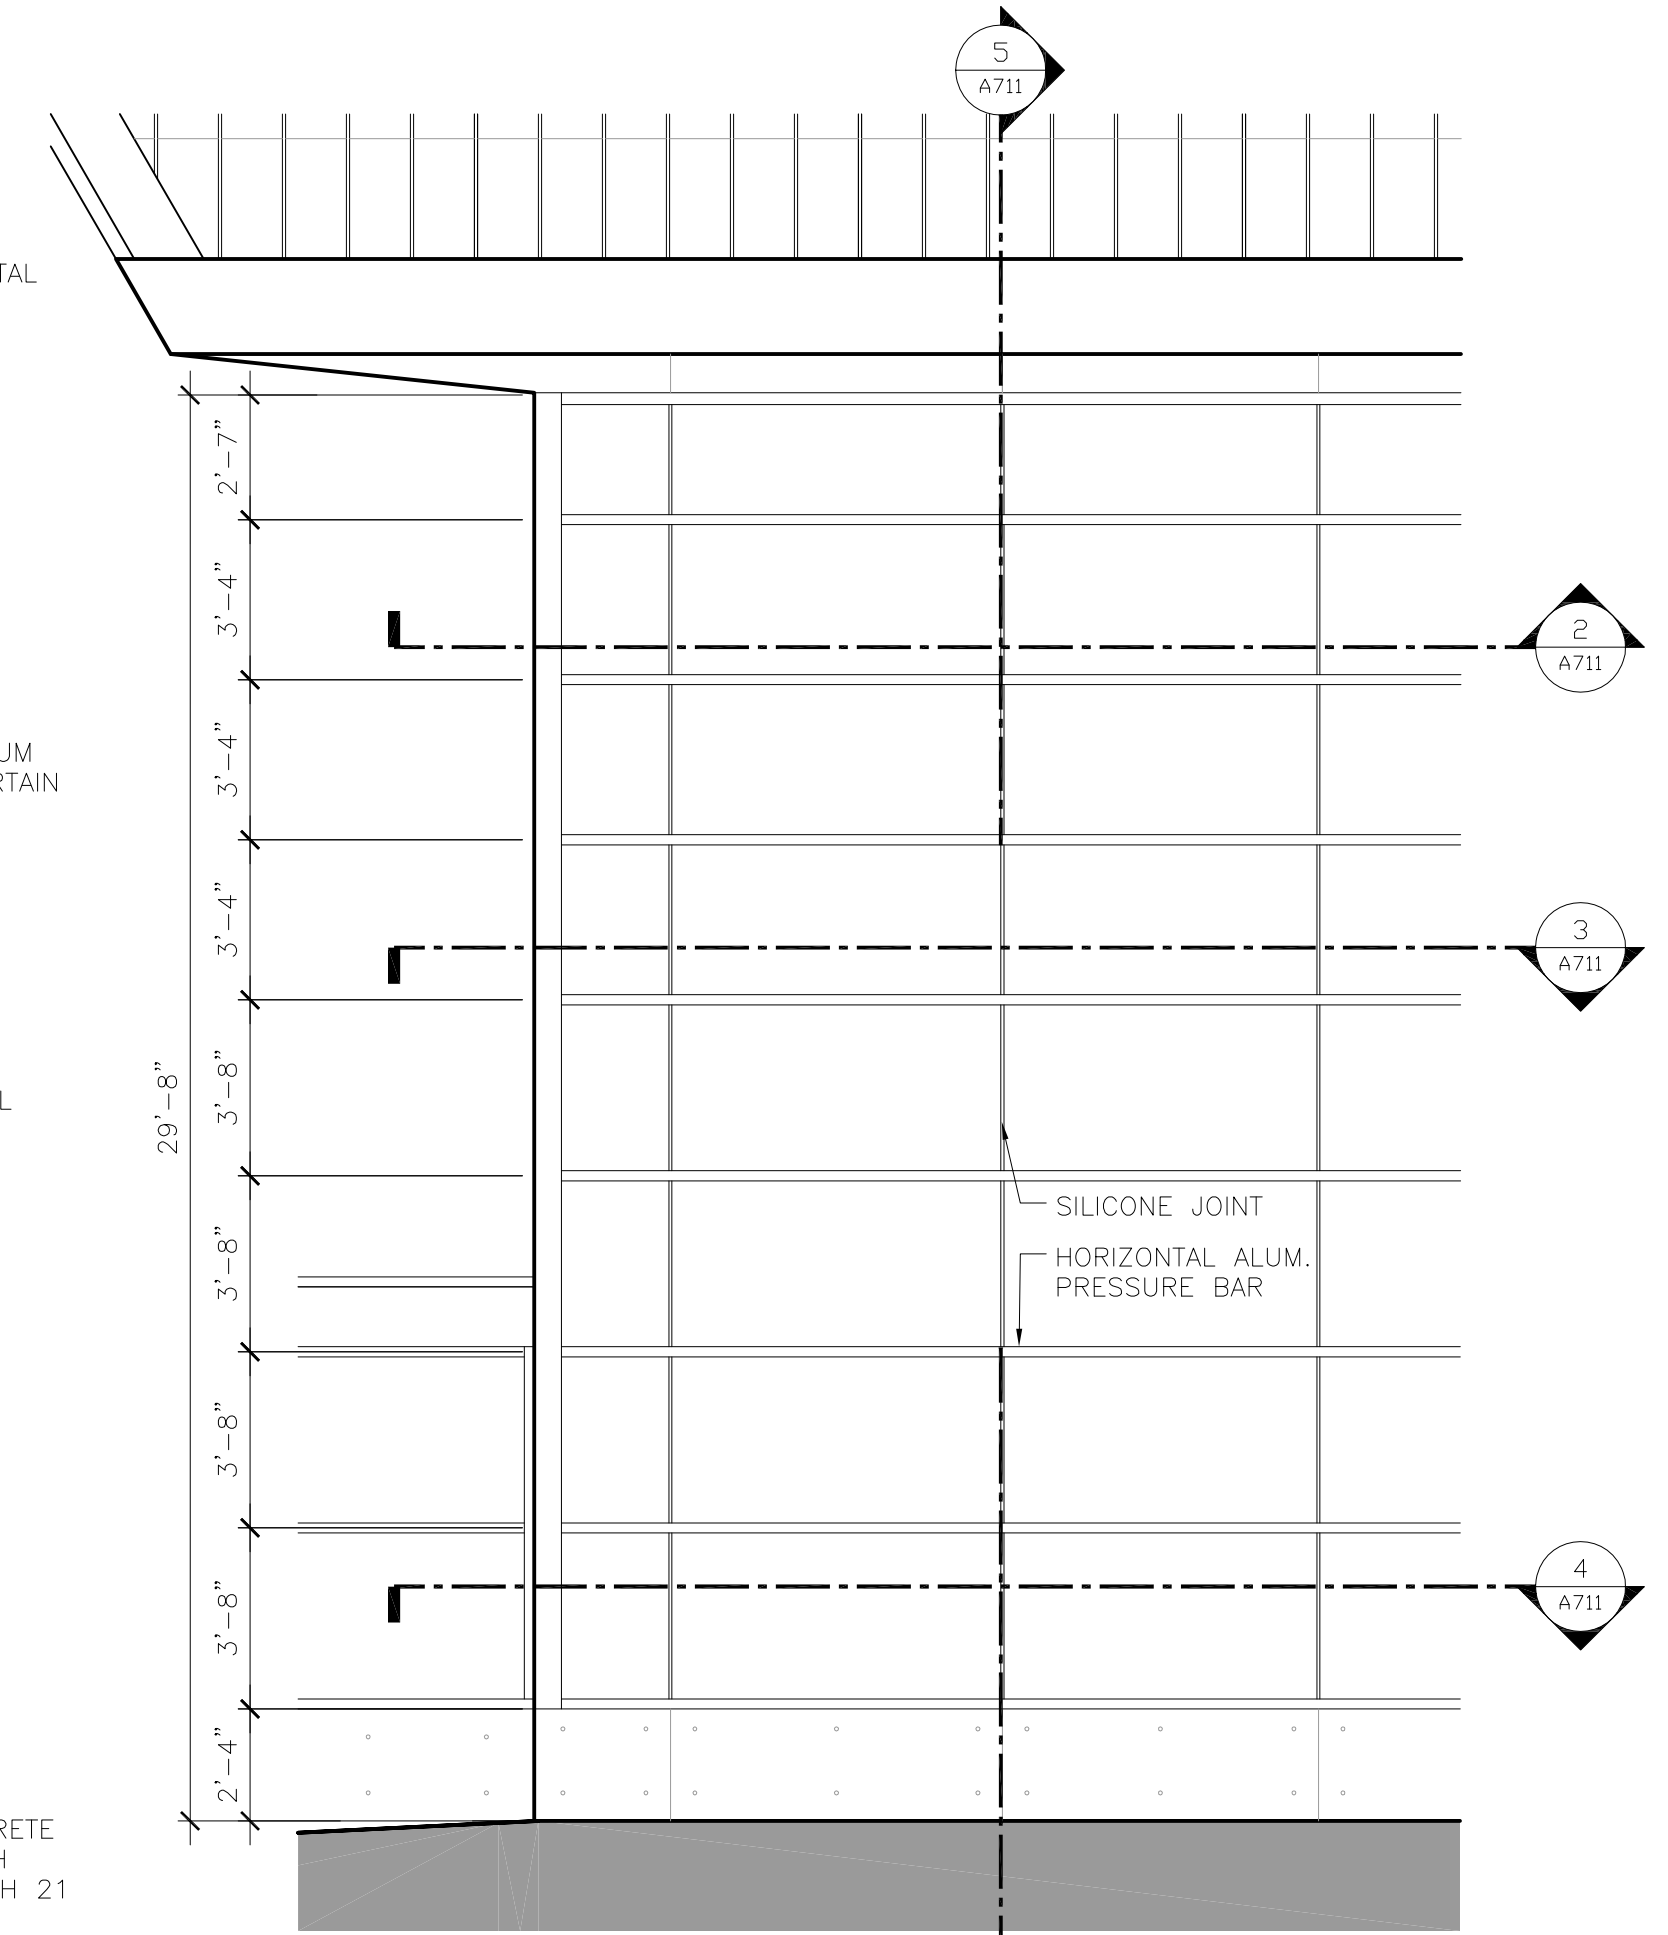 5
A711
TAL
2'-7"
3'-4"
2
A711
3'-4"
UM
RTAIN
3'-4"
3
A711
29'-8"
3'-8"
L
SILICONE JOINT
3'-8"
HORIZONTAL ALUM.
PRESSURE BAR
3'-8"
3'-8"
4
A711
2'-4"
RETE
H
H 21